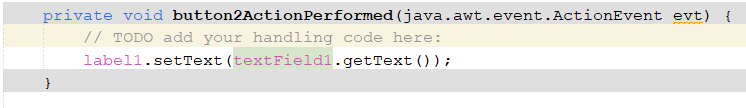 private void button2ActionPerformed(java.awt.event.ActionEvent evt) {
// TODO add your handling code here:
label1.setText(textField1.getText());
}